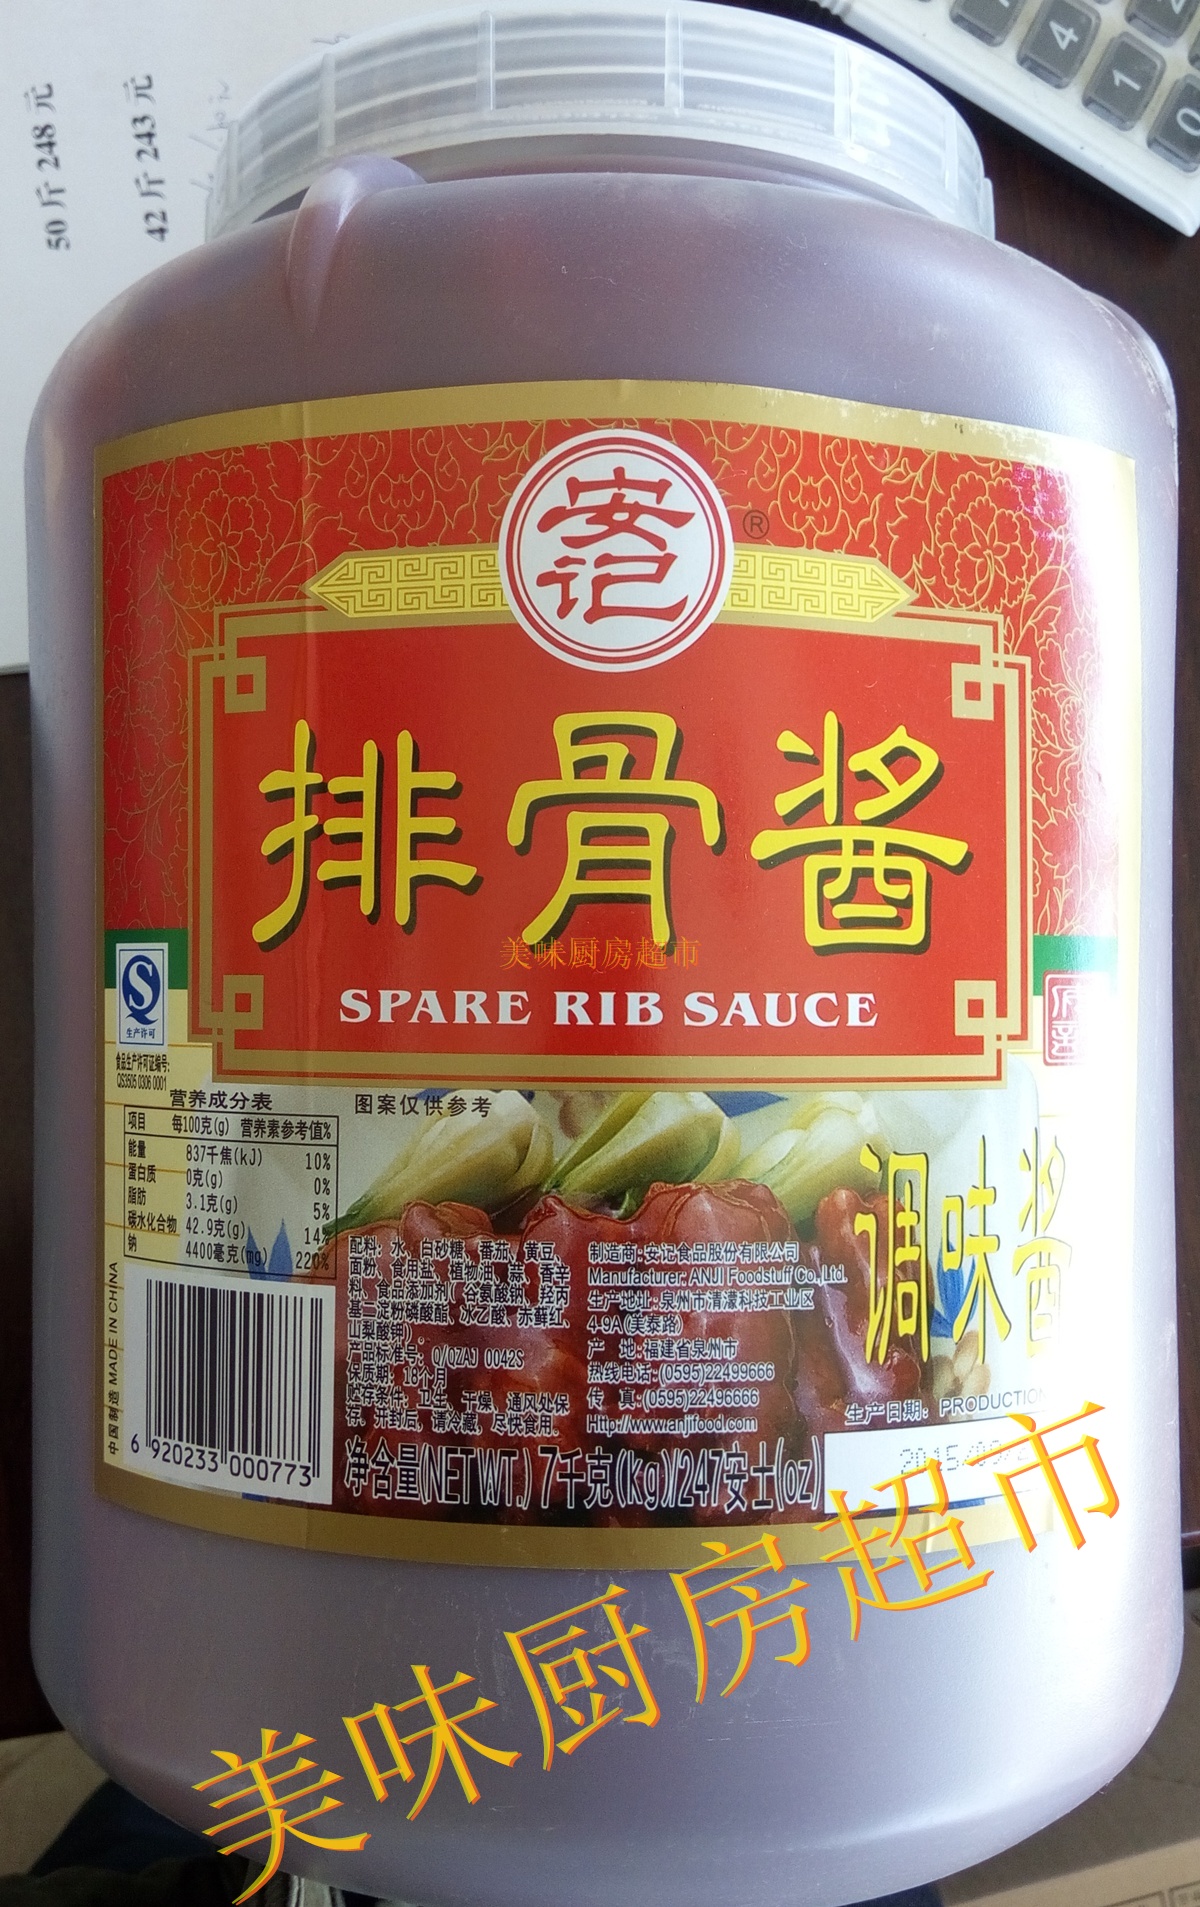 50 斤 248 元
42 斤 243 元
4
1
0
安
记
®
排骨酱
美味厨房超市
SPARE RIB SAUCE
生产许可
食品生产许可证编号:
QS3505 0306 0001
营养成分表
项目 每100克(g) 营养素参考值%
能量 837千焦(kJ) 10%
蛋白质 0克(g) 0%
脂肪 3.1克(g) 5%
碳水化合物 42.9克(g) 14%
钠 4400毫克(mg) 220%
图案仅供参考
调味酱
配料：水、白砂糖、番茄、黄豆、
面粉、食用盐、植物油、蒜、香辛
料、食品添加剂( 谷氨酸钠、羟丙
基二淀粉磷酸酯、冰乙酸、赤藓红、
山梨酸钾)
产品标准号：Q/QZAJ 0042S
保质期：18个月
贮存条件：卫生、干燥、通风处保
存。开封后，请冷藏，尽快食用。
制造商:安记食品股份有限公司
Manufacturer: ANJI Foodstuff Co.,Ltd.
生产地址:泉州市清濛科技工业区
4-9A(美泰路)
产 地:福建省泉州市
热线电话:(0595)22499666
传 真:(0595)22496666
Http://www.anjifood.com
中国制造 MADE IN CHINA
6 920233 000773
净含量(NET WT.) 7千克(kg)/247安士(oz)
生产日期: PRODUCTION
2015/09/
美味厨房超市